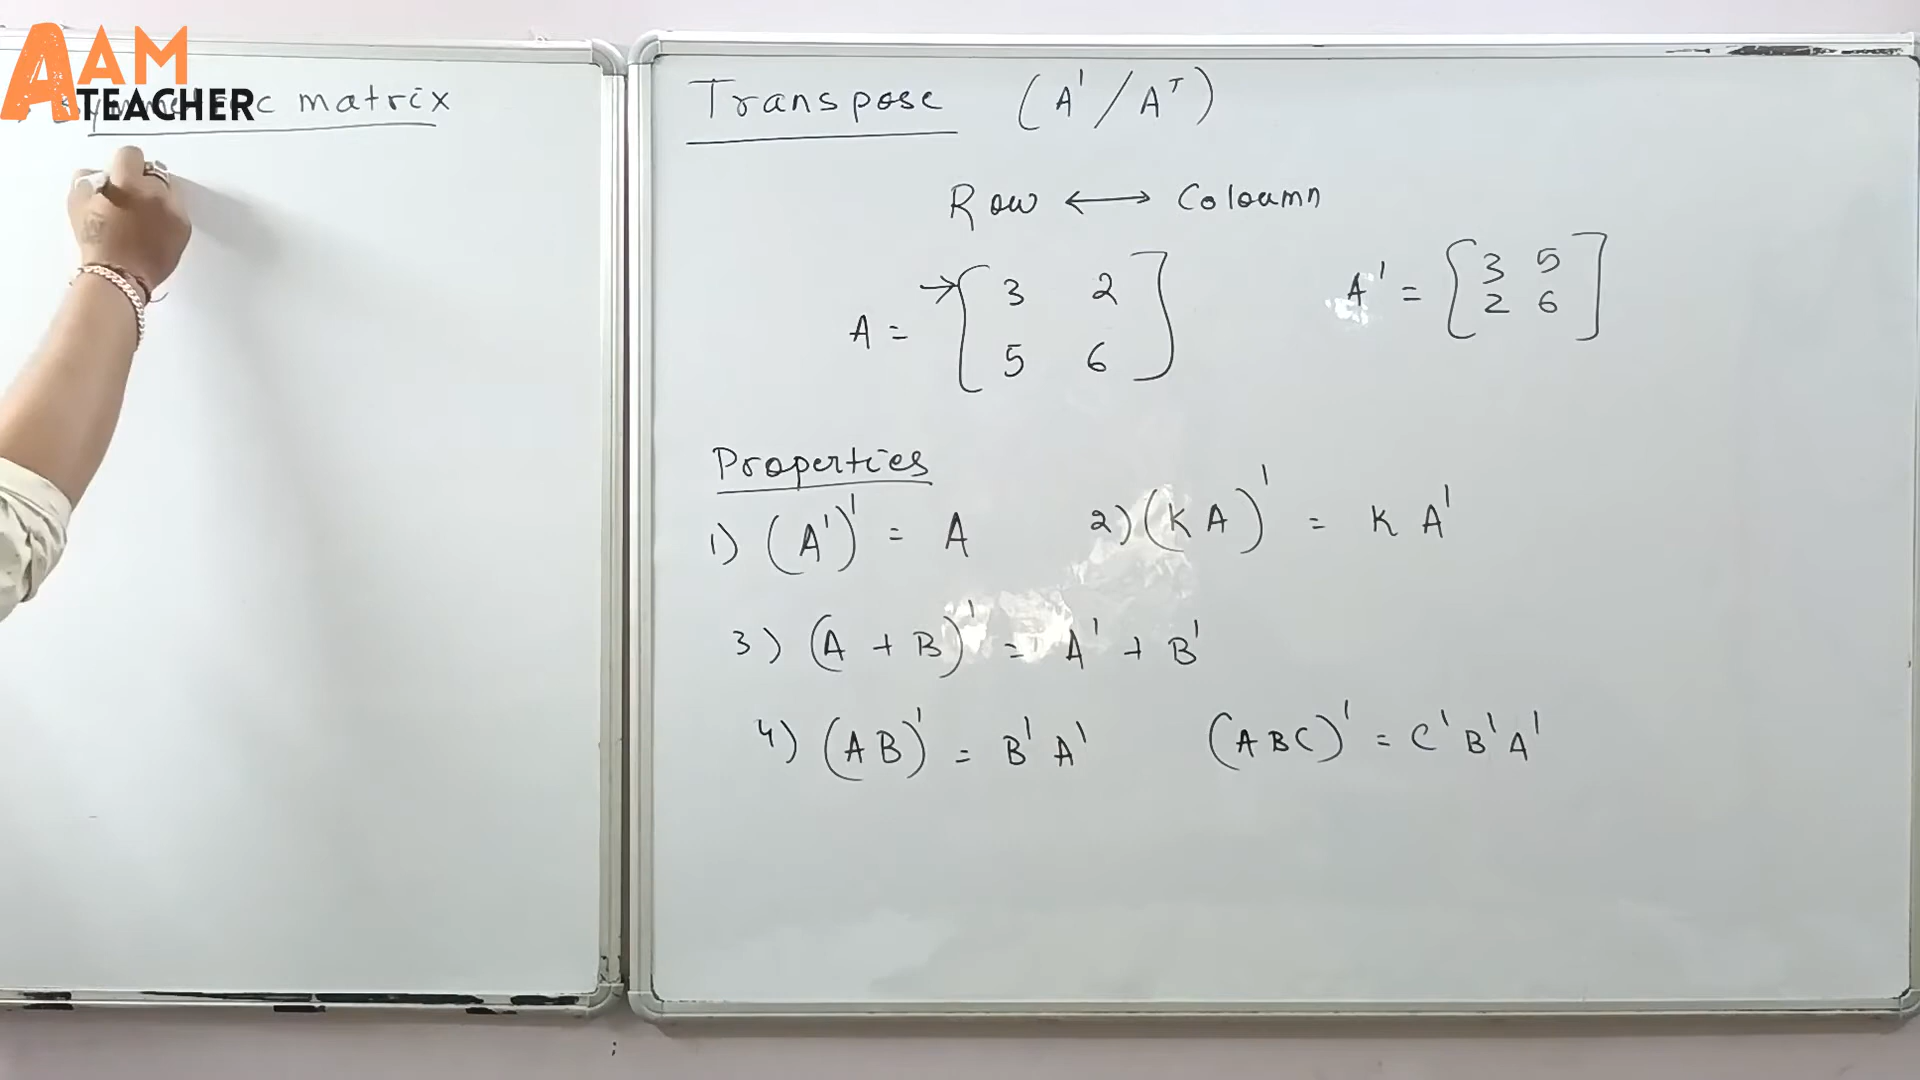 AAM
TEACHER
matrix
Transpose (A'/Aᵀ)
Row ⟷ Coloumn
A = [3 2
5 6]
A' = [3 5
2 6]
Properties
1) (A')' = A 2) (KA)' = K A'
3) (A + B)' = A' + B'
4) (AB)' = B' A' (ABC)' = C' B' A'